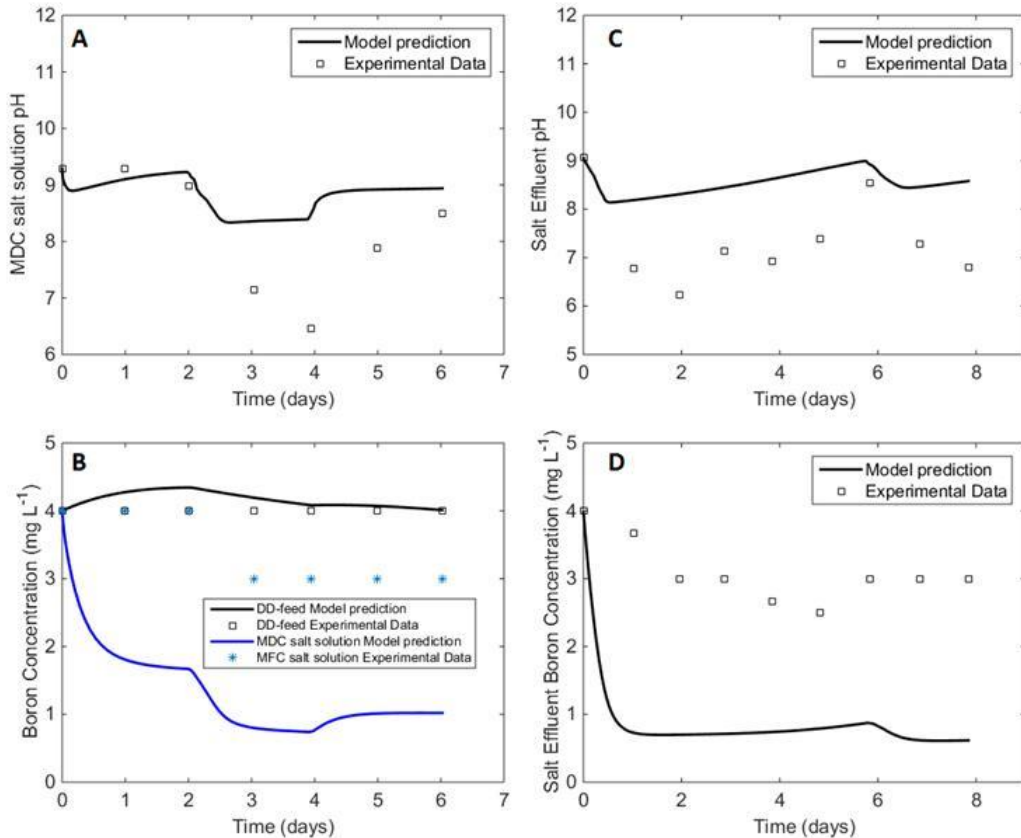 A
Model prediction
Experimental Data
MDC salt solution pH
12
11
10
9
8
7
6
0 1 2 3 4 5 6 7
Time (days)
C
Model prediction
Experimental Data
Salt Effluent pH
12
11
10
9
8
7
6
5
0 2 4 6 8
Time (days)
B
DD-feed Model prediction
DD-feed Experimental Data
MDC salt solution Model prediction
MFC salt solution Experimental Data
Boron Concentration (mg L⁻¹)
5
4
3
2
1
0
0 1 2 3 4 5 6 7
Time (days)
D
Model prediction
Experimental Data
Salt Effluent Boron Concentration (mg L⁻¹)
5
4
3
2
1
0
0 2 4 6 8
Time (days)